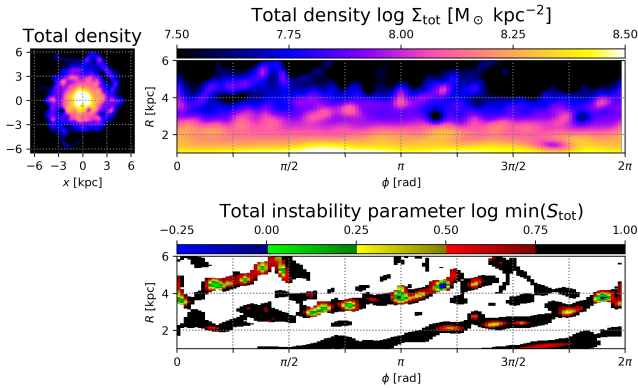 Total density log Σ_tot [M_⊙ kpc⁻²]
7.50 7.75 8.00 8.25 8.50
Total density
6 3 0 −3 −6
y [kpc]
−6 −3 0 3 6
x [kpc]
6 4 2
R [kpc]
0 π/2 π 3π/2 2π
ϕ [rad]
Total instability parameter log min(S_tot)
−0.25 0.00 0.25 0.50 0.75 1.00
6 4 2
R [kpc]
0 π/2 π 3π/2 2π
ϕ [rad]